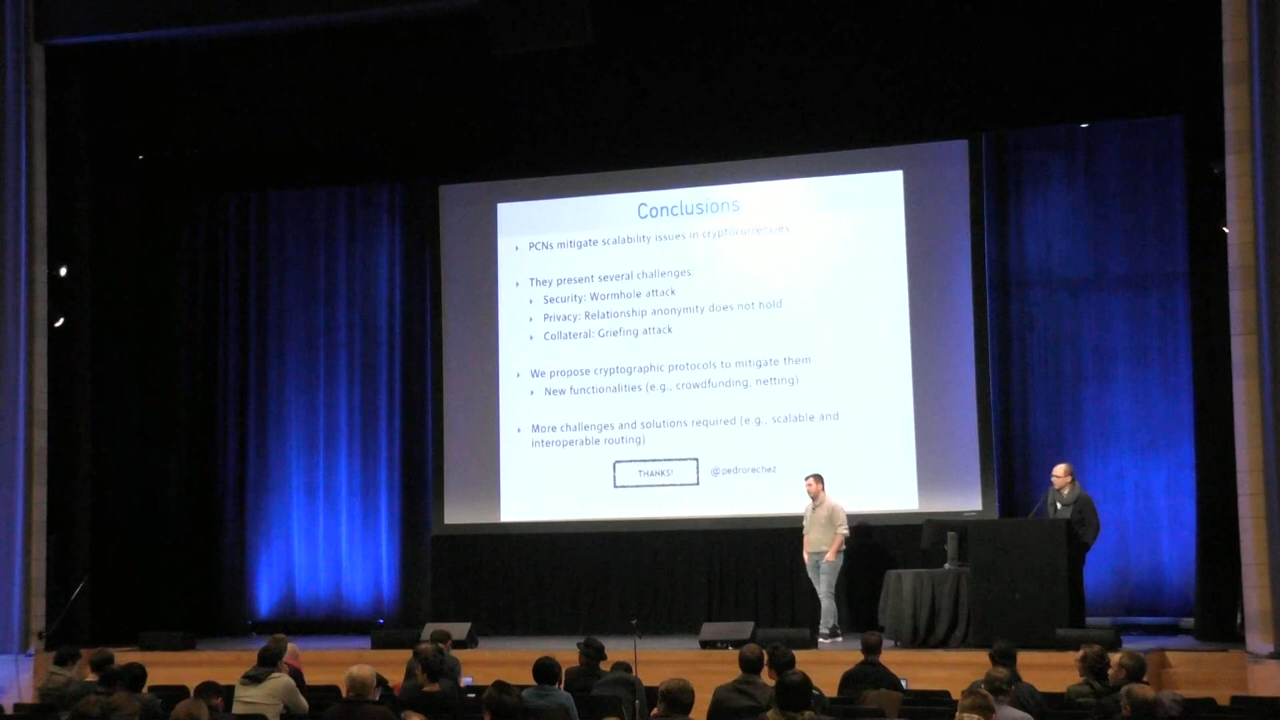 Conclusions
PCNs mitigate scalability issues in cryptocurrencies
They present several challenges
Security: Wormhole attack
Privacy: Relationship anonymity does not hold
Collateral: Griefing attack
We propose cryptographic protocols to mitigate them
New functionalities (e.g., crowdfunding, netting)
More challenges and solutions required (e.g., scalable and
interoperable routing)
THANKS! @pedrorechez